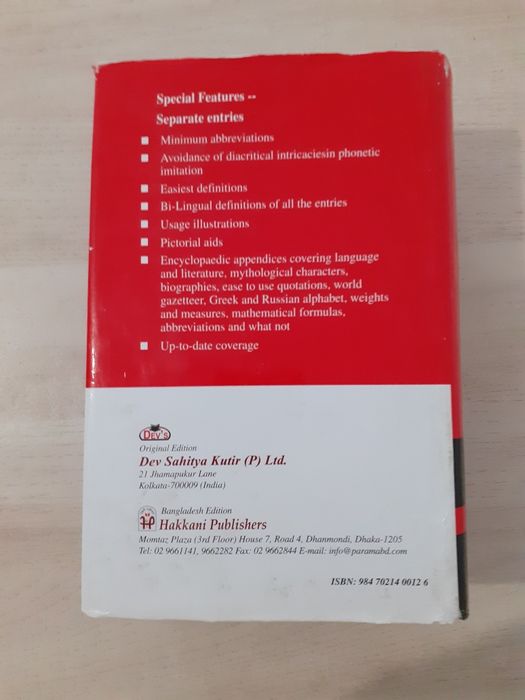 Special Features --
Separate entries
■ Minimum abbreviations
■ Avoidance of diacritical intricaciesin phonetic
imitation
■ Easiest definitions
■ Bi-Lingual definitions of all the entries
■ Usage illustrations
■ Pictorial aids
■ Encyclopaedic appendices covering language
and literature, mythological characters,
biographies, ease to use quotations, world
gazetteer, Greek and Russian alphabet, weights
and measures, mathematical formulas,
abbreviations and what not
■ Up-to-date coverage
DEV'S
Original Edition
Dev Sahitya Kutir (P) Ltd.
21 Jhamapukur Lane
Kolkata-700009 (India)
Bangladesh Edition
Hakkani Publishers
Momtaz Plaza (3rd Floor) House 7, Road 4, Dhanmondi, Dhaka-1205
Tel: 02 9661141, 9662282 Fax: 02 9662844 E-mail: info@paramabd.com
ISBN: 984 70214 0012 6